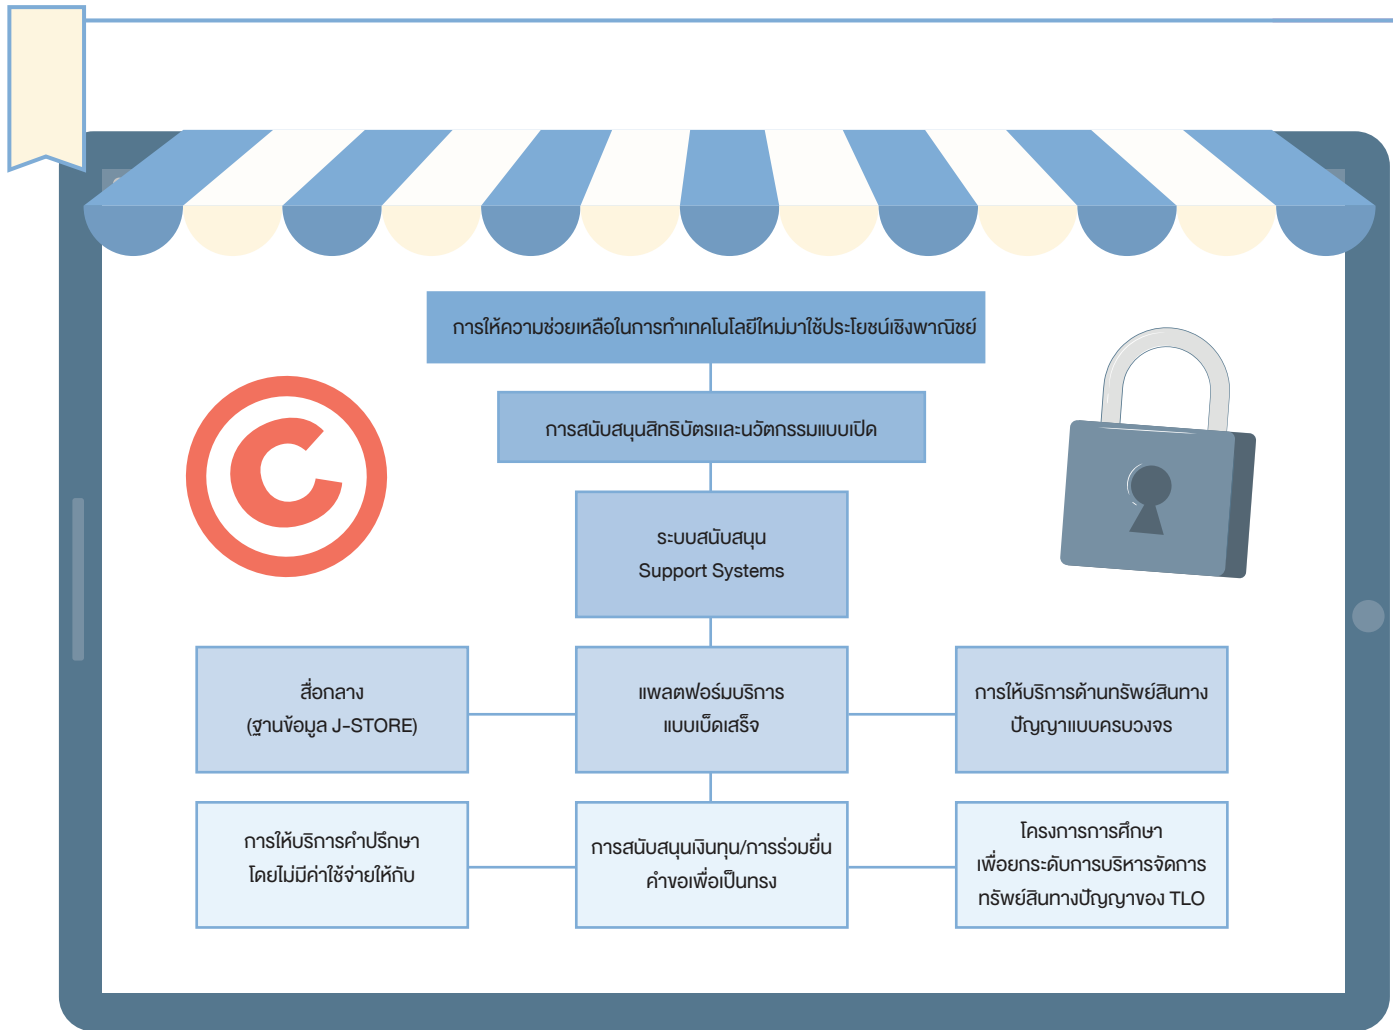 การให้ความช่วยเหลือในการทำเทคโนโลยีใหม่มาใช้ประโยชน์เชิงพาณิชย์
การสนับสนุนสิทธิบัตรและนวัตกรรมแบบเปิด
ระบบสนับสนุน
Support Systems
สื่อกลาง
(ฐานข้อมูล J-STORE)
แพลตฟอร์มบริการ
แบบเบ็ดเสร็จ
การให้บริการด้านทรัพย์สินทาง
ปัญญาแบบครบวงจร
การให้บริการคำปรึกษา
โดยไม่มีค่าใช้จ่ายให้กับ
การสนับสนุนเงินทุน/การร่วมยื่น
คำขอเพื่อเป็นทรง
โครงการการศึกษา
เพื่อยกระดับการบริหารจัดการ
ทรัพย์สินทางปัญญาของ TLO